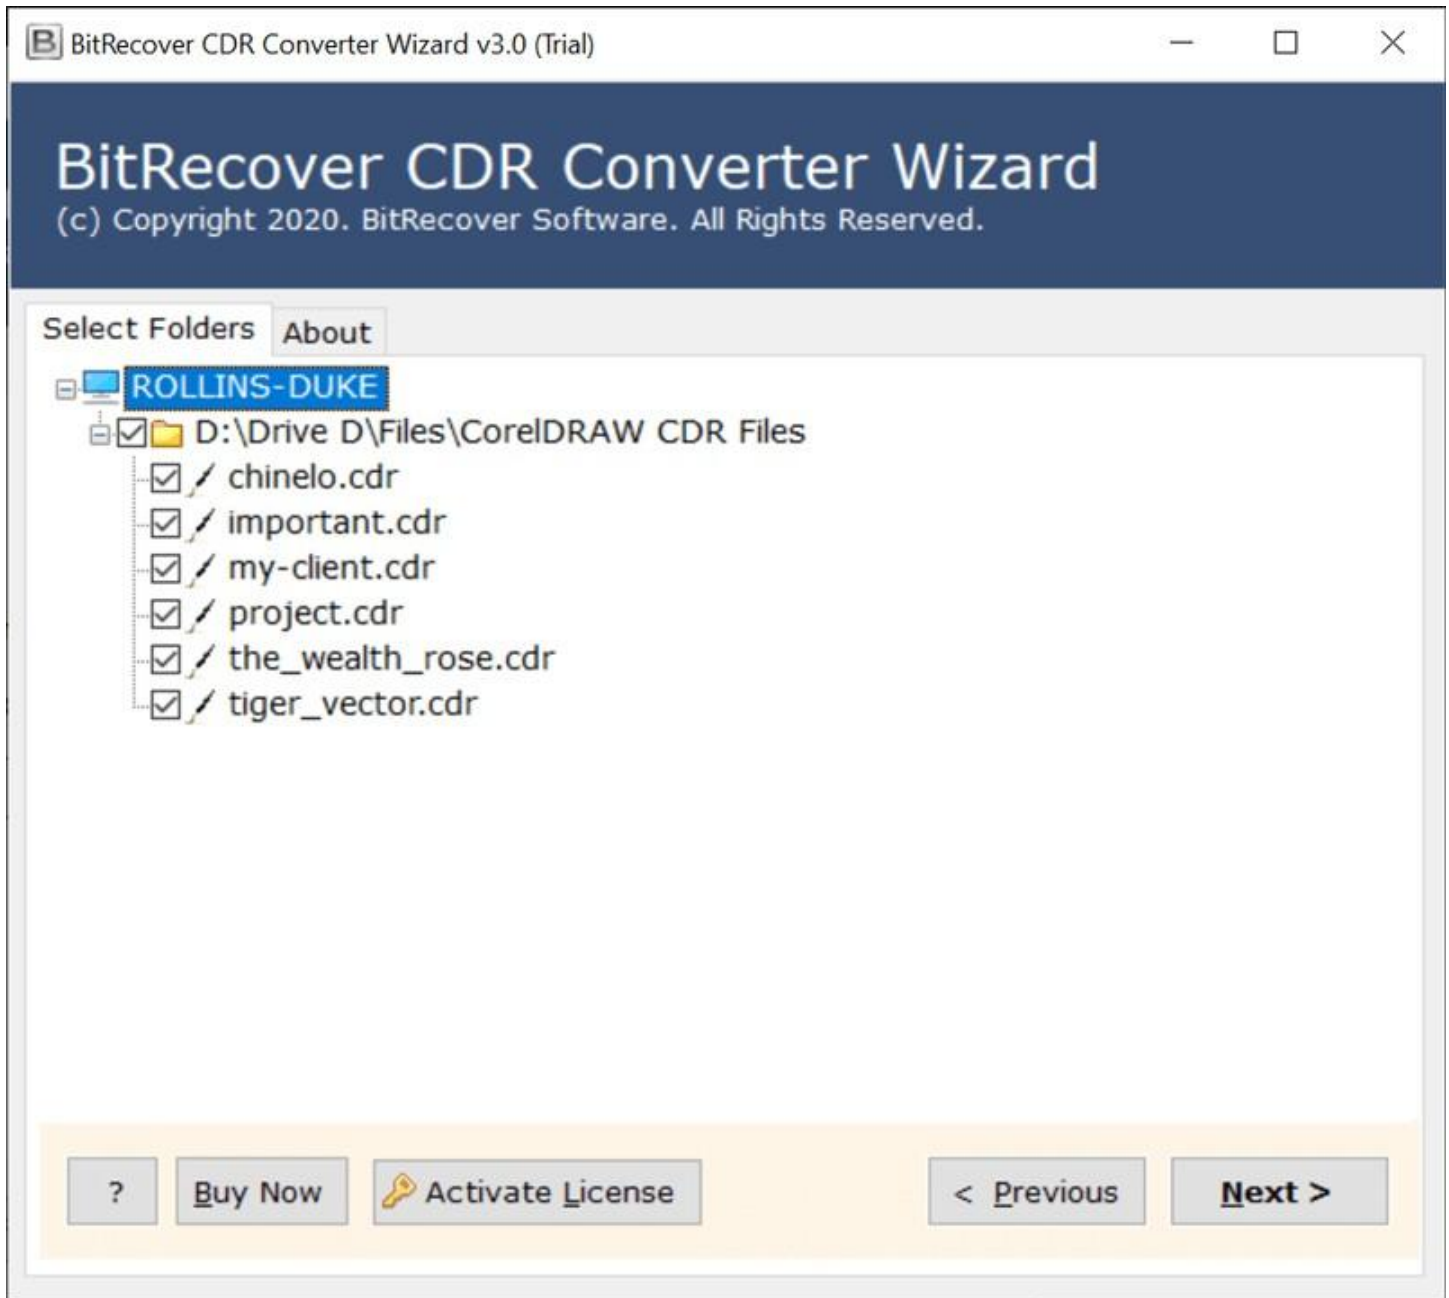 B BitRecover CDR Converter Wizard v3.0 (Trial)
BitRecover CDR Converter Wizard
(c) Copyright 2020. BitRecover Software. All Rights Reserved.
Select Folders About
ROLLINS-DUKE
D:\Drive D\Files\CorelDRAW CDR Files
chinelo.cdr
important.cdr
my-client.cdr
project.cdr
the_wealth_rose.cdr
tiger_vector.cdr
? Buy Now Activate License < Previous Next >